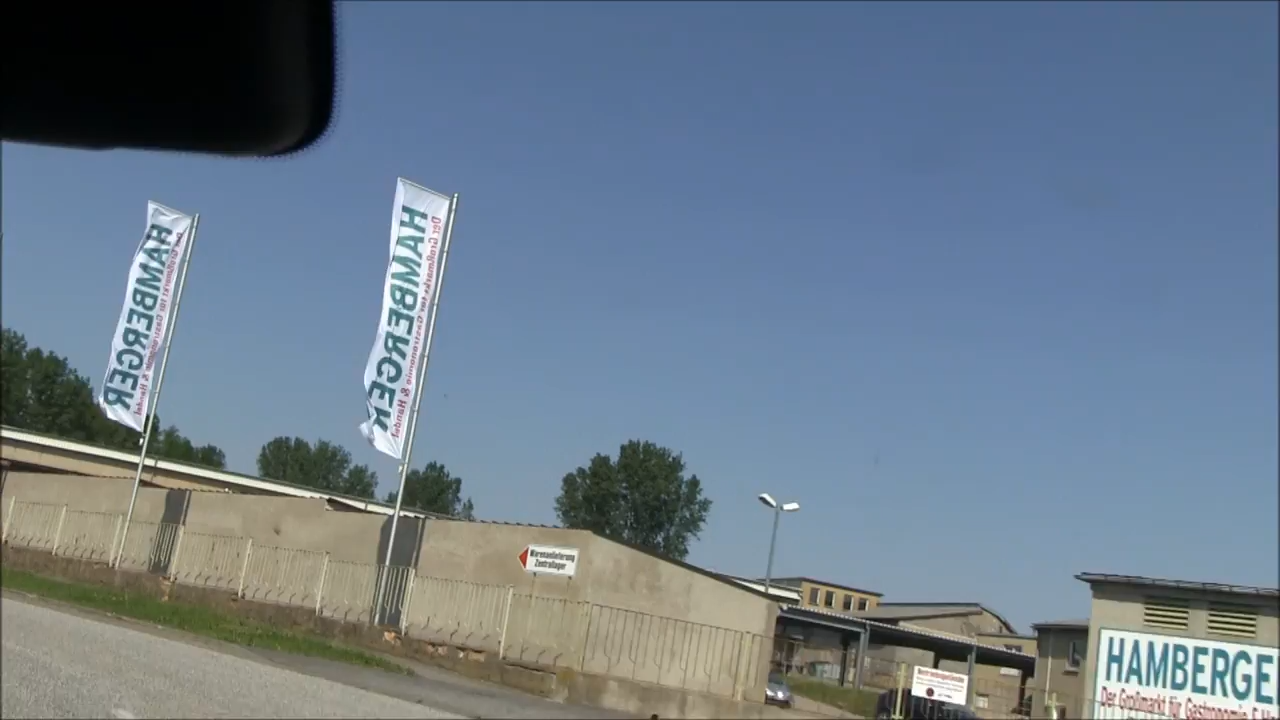 HAMBERGER
Der Großmarkt für Gastronomie & Handel
HAMBERGER
Der Großmarkt für Gastronomie & Handel
Warenanlieferung
Zentrallager
HAMBERGE
Der Großmarkt für Gastronomie &